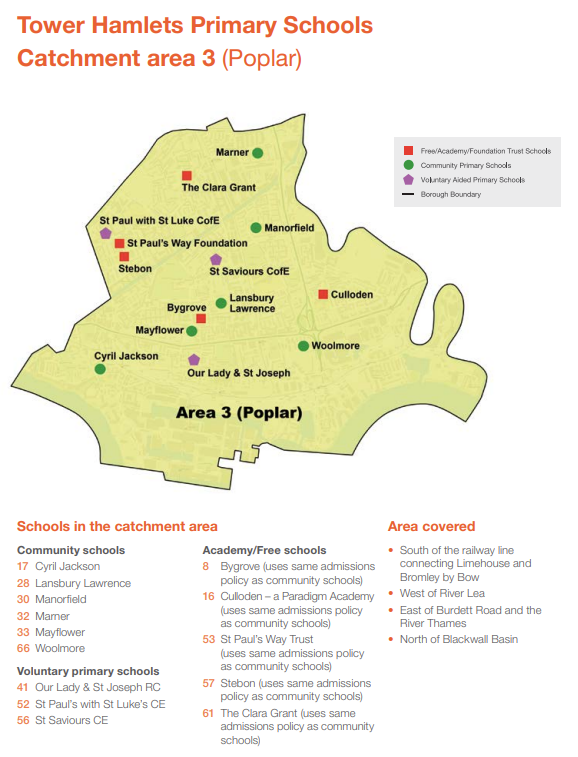 Tower Hamlets Primary Schools
Catchment area 3 (Poplar)
Marner
The Clara Grant
St Paul with St Luke CofE
Manorfield
St Paul's Way Foundation
Stebon
St Saviours CofE
Culloden
Lansbury
Lawrence
Bygrove
Mayflower
Woolmore
Cyril Jackson
Our Lady & St Joseph
Area 3 (Poplar)
Free/Academy/Foundation Trust Schools
Community Primary Schools
Voluntary Aided Primary Schools
Borough Boundary
Schools in the catchment area
Community schools
17 Cyril Jackson
28 Lansbury Lawrence
30 Manorfield
32 Marner
33 Mayflower
66 Woolmore
Voluntary primary schools
41 Our Lady & St Joseph RC
52 St Paul's with St Luke's CE
56 St Saviours CE
Academy/Free schools
8 Bygrove (uses same admissions
policy as community schools)
16 Culloden – a Paradigm Academy
(uses same admissions policy
as community schools)
53 St Paul's Way Trust
(uses same admissions policy
as community schools)
57 Stebon (uses same admissions
policy as community schools)
61 The Clara Grant (uses same
admissions policy as community
schools)
Area covered
• South of the railway line
connecting Limehouse and
Bromley by Bow
• West of River Lea
• East of Burdett Road and the
River Thames
• North of Blackwall Basin